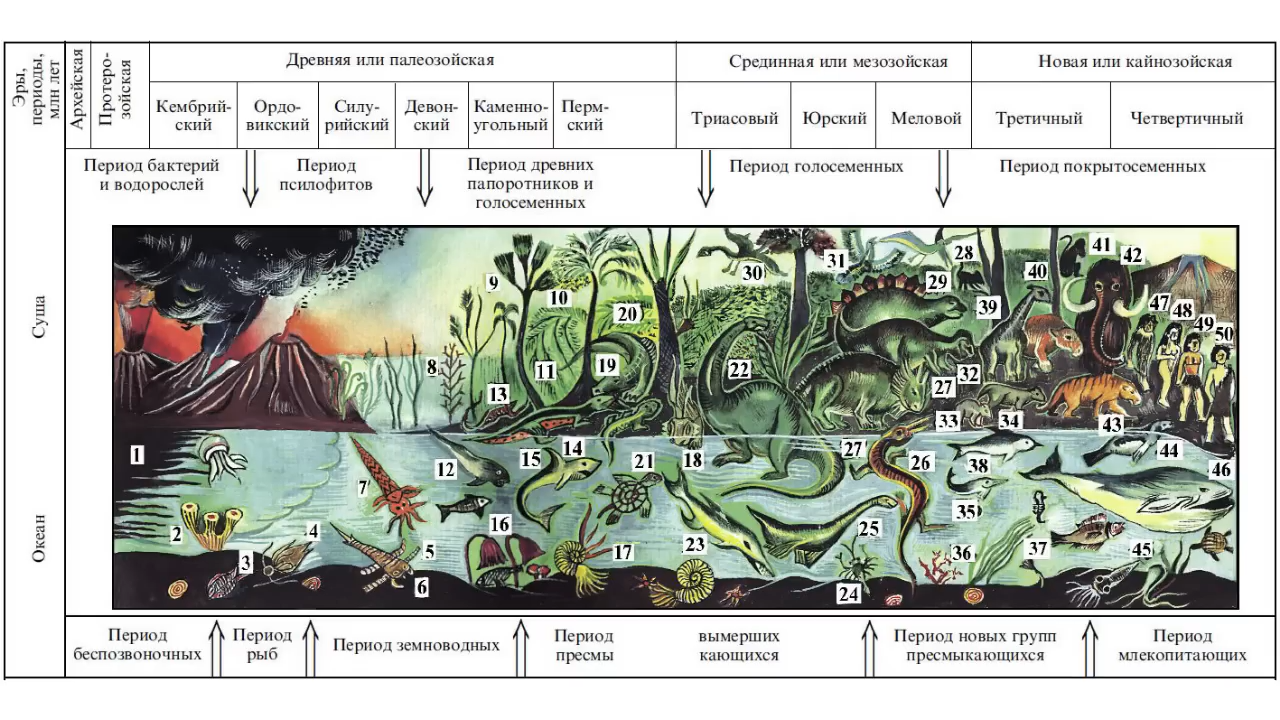 Эры,
периоды,
млн лет
Архейская
Протеро-
зойская
Древняя или палеозойская
Срединная или мезозойская
Новая или кайнозойская
Кембрий-
ский
Ордо-
викский
Силу-
рийский
Девон-
ский
Каменно-
угольный
Перм-
ский
Триасовый
Юрский
Меловой
Третичный
Четвертичный
Период бактерий
и водорослей
Период
псилофитов
Период древних
папоротников и
голосеменных
Период голосеменных
Период покрытосеменных
Суша
Океан
30
31
28
29
41
42
40
39
9
10
20
47
48
49
50
8
11
19
22
13
32
27
33
34
43
1
12
15
14
21
18
27
26
38
44
46
7
2
3
4
5
6
16
17
23
25
24
35
36
37
45
Период
беспозвоночных
Период
рыб
Период земноводных
Период
пресмы
вымерших
кающихся
Период новых групп
пресмыкающихся
Период
млекопитающих